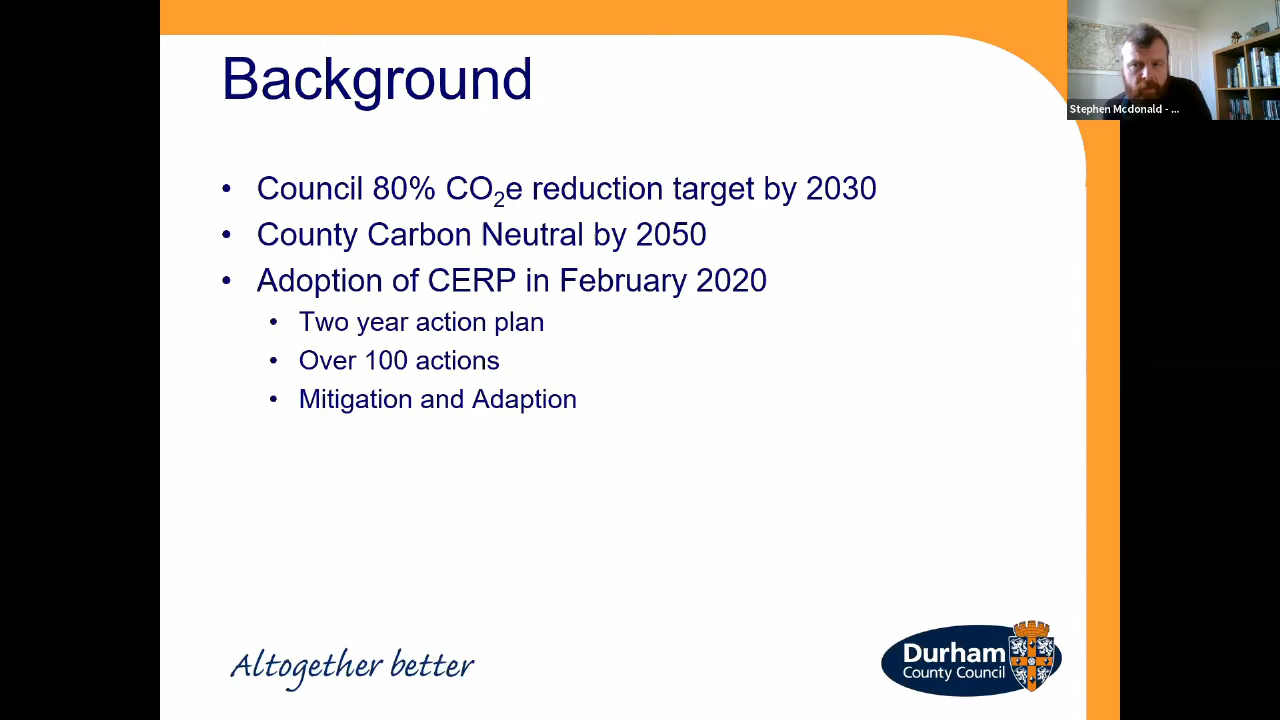 Background
Stephen Mcdonald - ...
• Council 80% CO₂e reduction target by 2030
• County Carbon Neutral by 2050
• Adoption of CERP in February 2020
• Two year action plan
• Over 100 actions
• Mitigation and Adaption
Altogether better
Durham
County Council